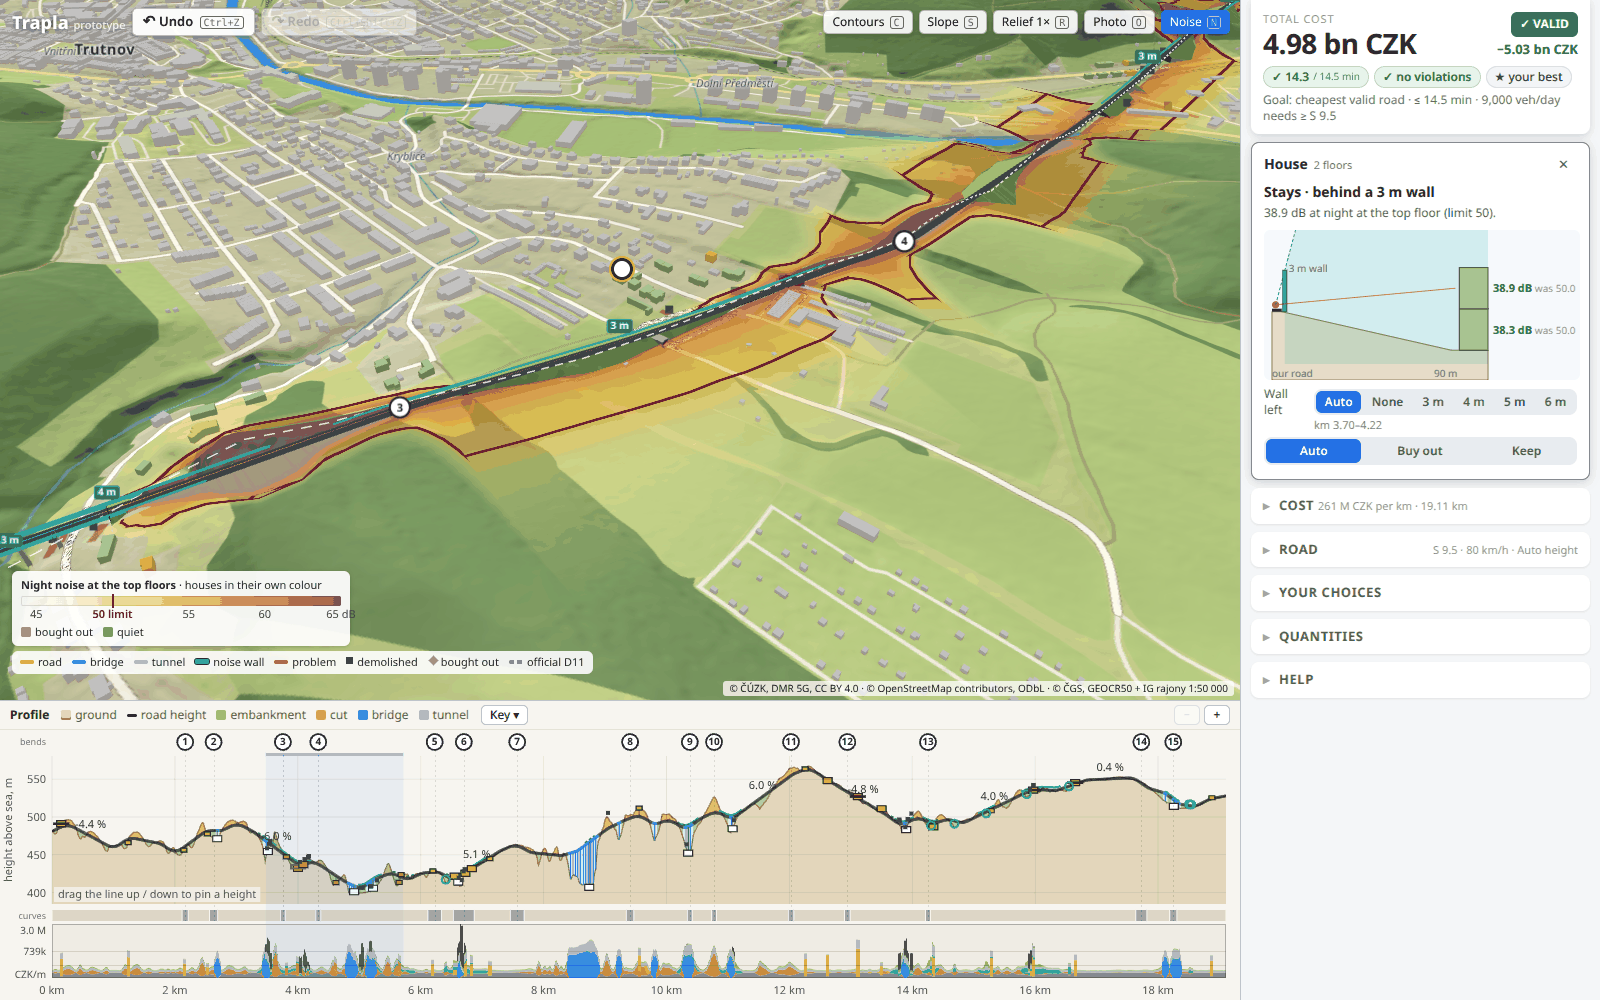 Trapla prototype
↶ Undo Ctrl+Z
↷ Redo
Contours C
Slope S
Relief 1× R
Photo O
Noise N
Vnitřní
Trutnov
Dolní Předměstí
Kryblice
3 m
4
3 m
3
4 m
3 m
Night noise at the top floors · houses in their own colour
45 50 limit 55 60 65 dB
bought out quiet
road bridge tunnel noise wall problem demolished bought out official D11
© ČÚZK, DMR 5G, CC BY 4.0 · © OpenStreetMap contributors, ODbL · © ČGS, GEOCR50 + IG rajony 1:50 000
TOTAL COST
4.98 bn CZK
✓ VALID
−5.03 bn CZK
✓ 14.3 / 14.5 min
✓ no violations
★ your best
Goal: cheapest valid road · ≤ 14.5 min · 9,000 veh/day
needs ≥ S 9.5
House 2 floors ×
Stays · behind a 3 m wall
38.9 dB at night at the top floor (limit 50).
3 m wall
38.9 dB was 50.0
38.3 dB was 50.0
our road 90 m
Wall
left
Auto None 3 m 4 m 5 m 6 m
km 3.70–4.22
Auto Buy out Keep
▶ COST 261 M CZK per km · 19.11 km
▶ ROAD S 9.5 · 80 km/h · Auto height
▶ YOUR CHOICES
▶ QUANTITIES
▶ HELP
Profile ground road height embankment cut bridge tunnel Key ▾
− +
bends 1 2 3 4 5 6 7 8 9 10 11 12 13 14 15
height above sea, m
550
500
450
400
-4.4 %
5.1 %
6.0 %
4.0 %
0.4 %
drag the line up / down to pin a height
curves
3.0 M
739k
CZK/m
0 km 2 km 4 km 6 km 8 km 10 km 12 km 14 km 16 km 18 km